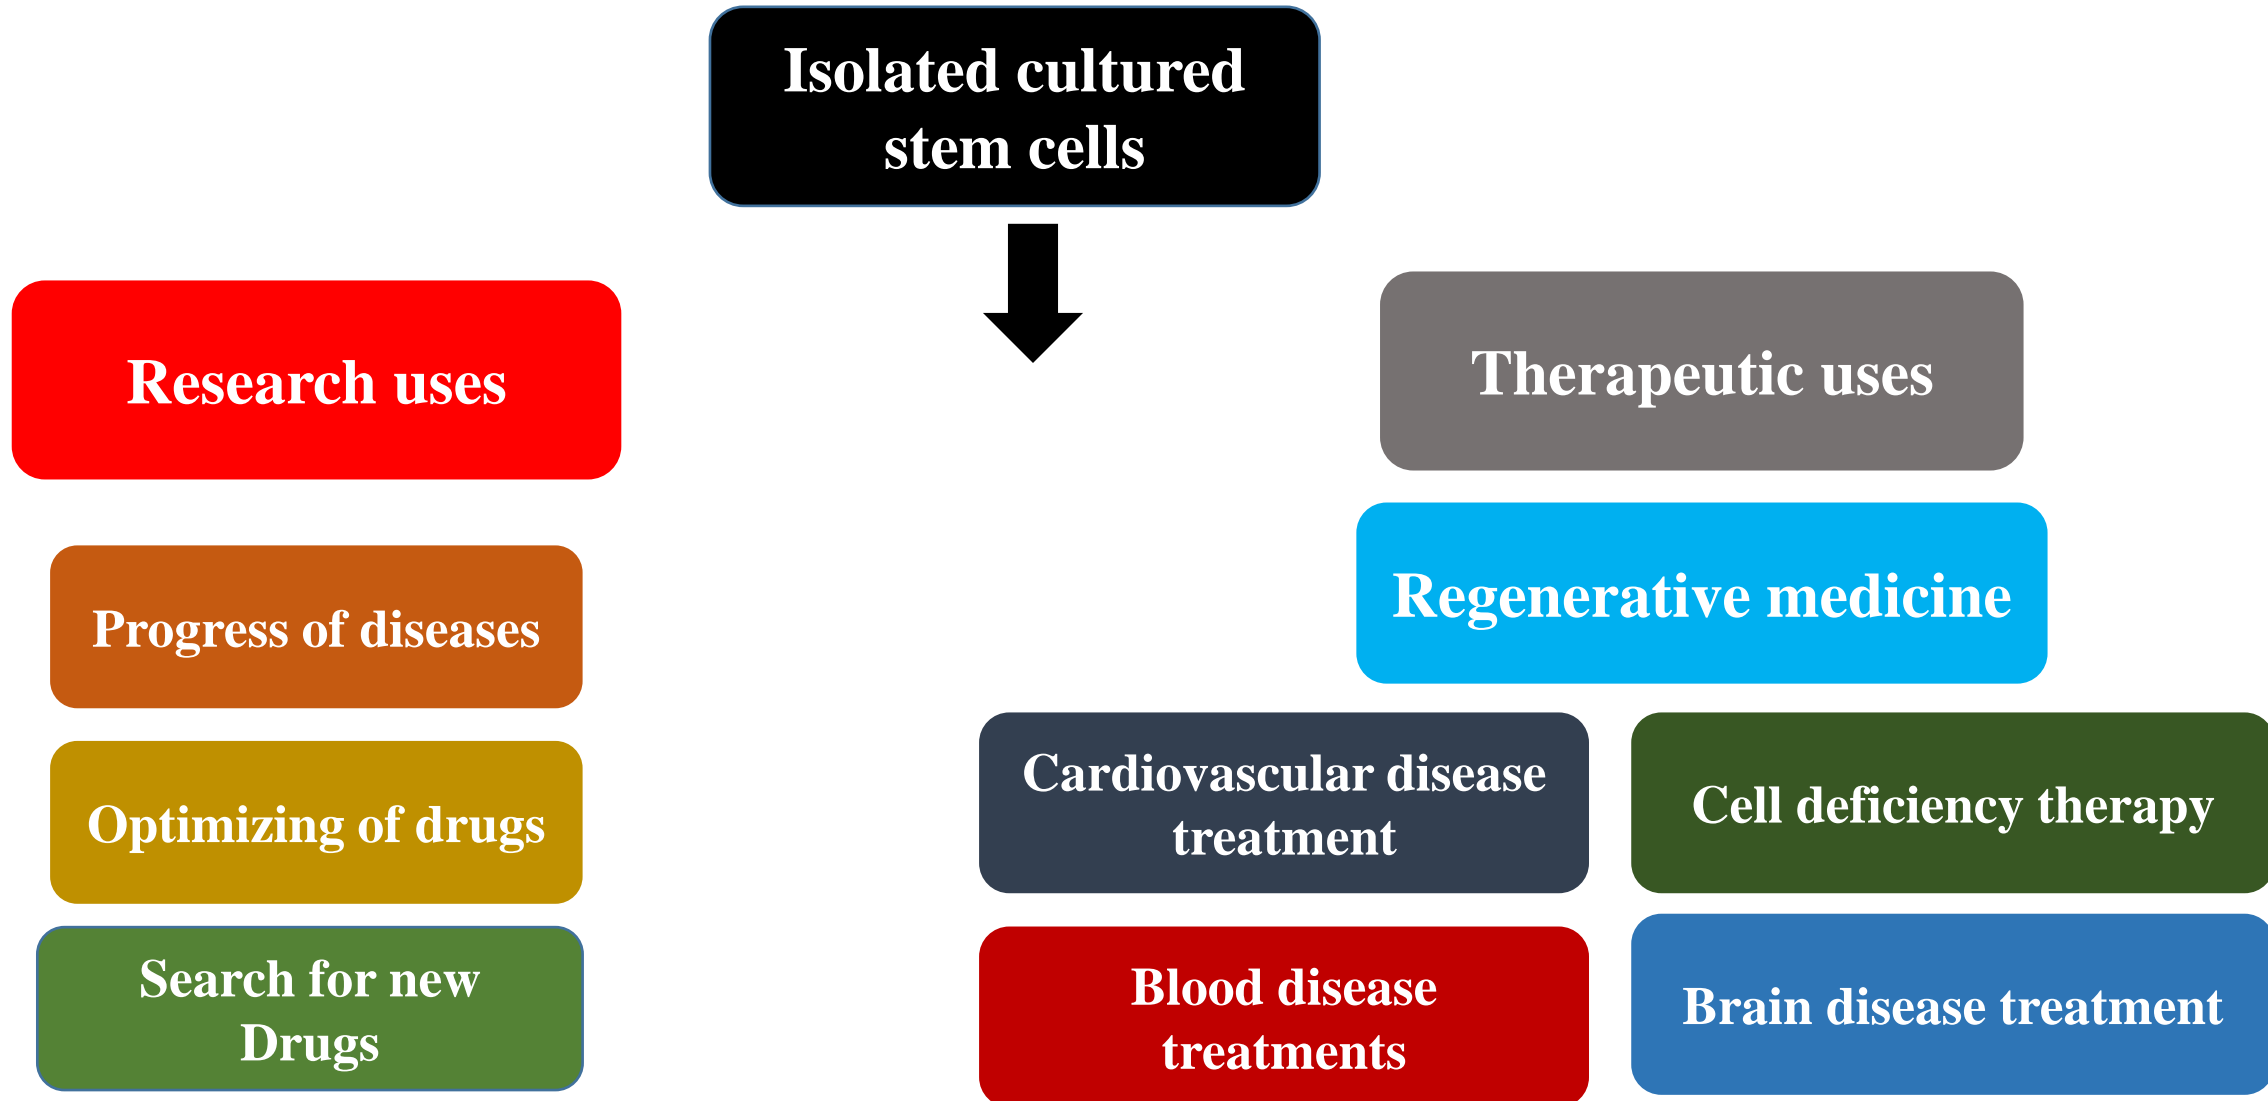 Isolated cultured
stem cells
Research uses
Therapeutic uses
Progress of diseases
Regenerative medicine
Optimizing of drugs
Cardiovascular disease
treatment
Cell deficiency therapy
Search for new
Drugs
Blood disease
treatments
Brain disease treatment